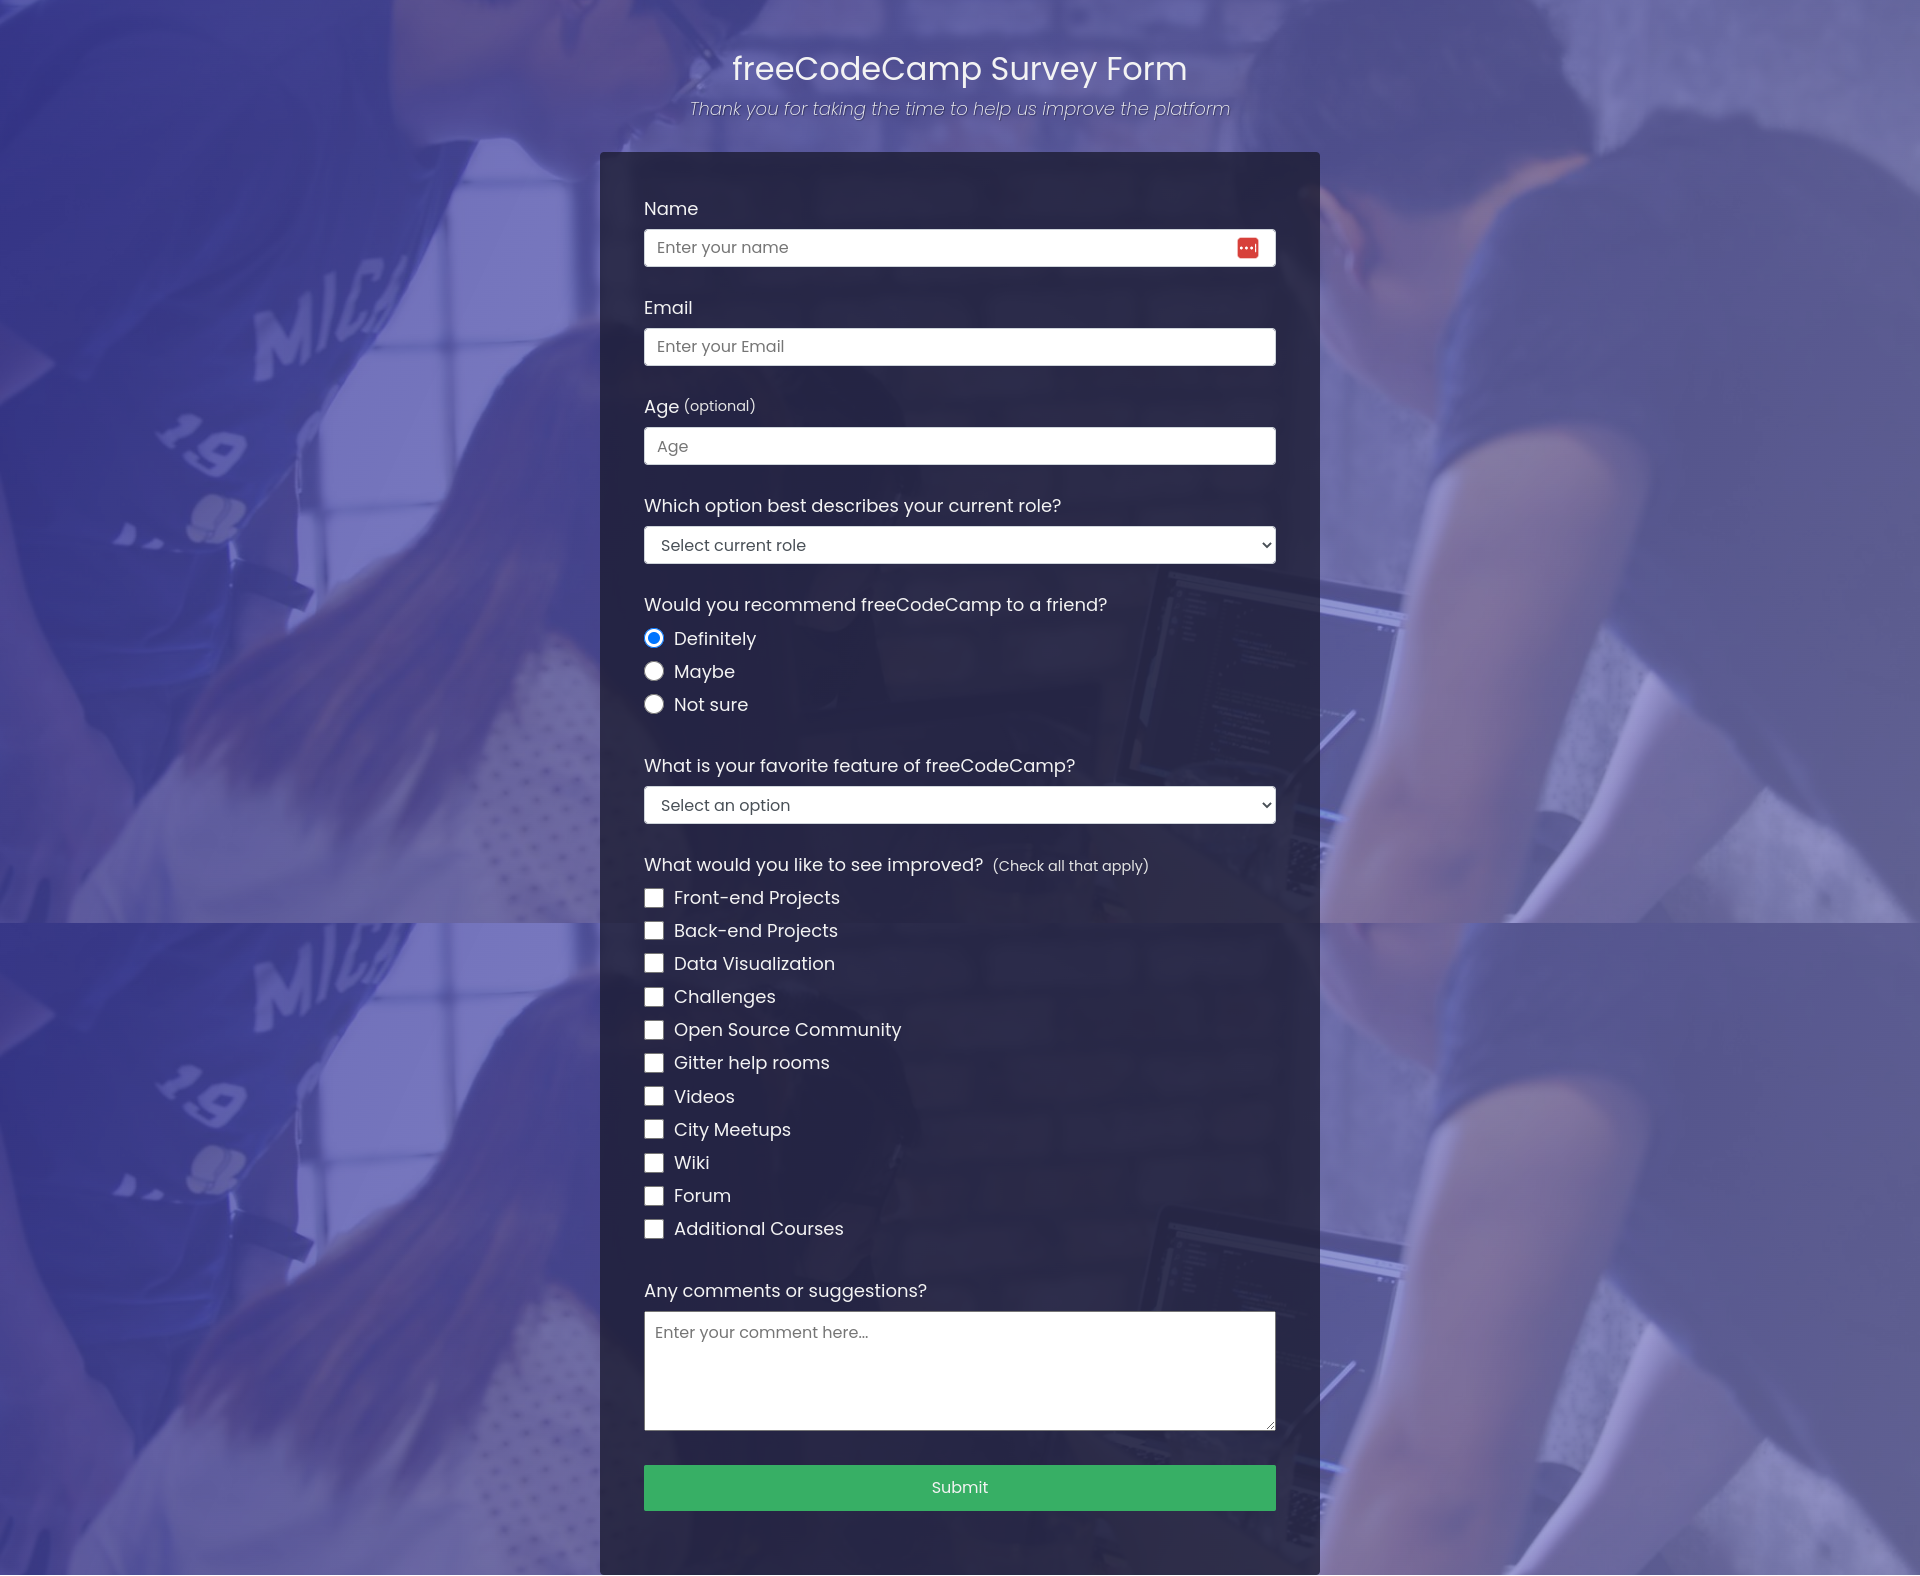 freeCodeCamp Survey Form
Thank you for taking the time to help us improve the platform
Name
Enter your name
Email
Enter your Email
Age (optional)
Age
Which option best describes your current role?
Select current role
Would you recommend freeCodeCamp to a friend?
Definitely
Maybe
Not sure
What is your favorite feature of freeCodeCamp?
Select an option
What would you like to see improved? (Check all that apply)
Front-end Projects
Back-end Projects
Data Visualization
Challenges
Open Source Community
Gitter help rooms
Videos
City Meetups
Wiki
Forum
Additional Courses
Any comments or suggestions?
Enter your comment here...
Submit
MICH
19
MICH
19